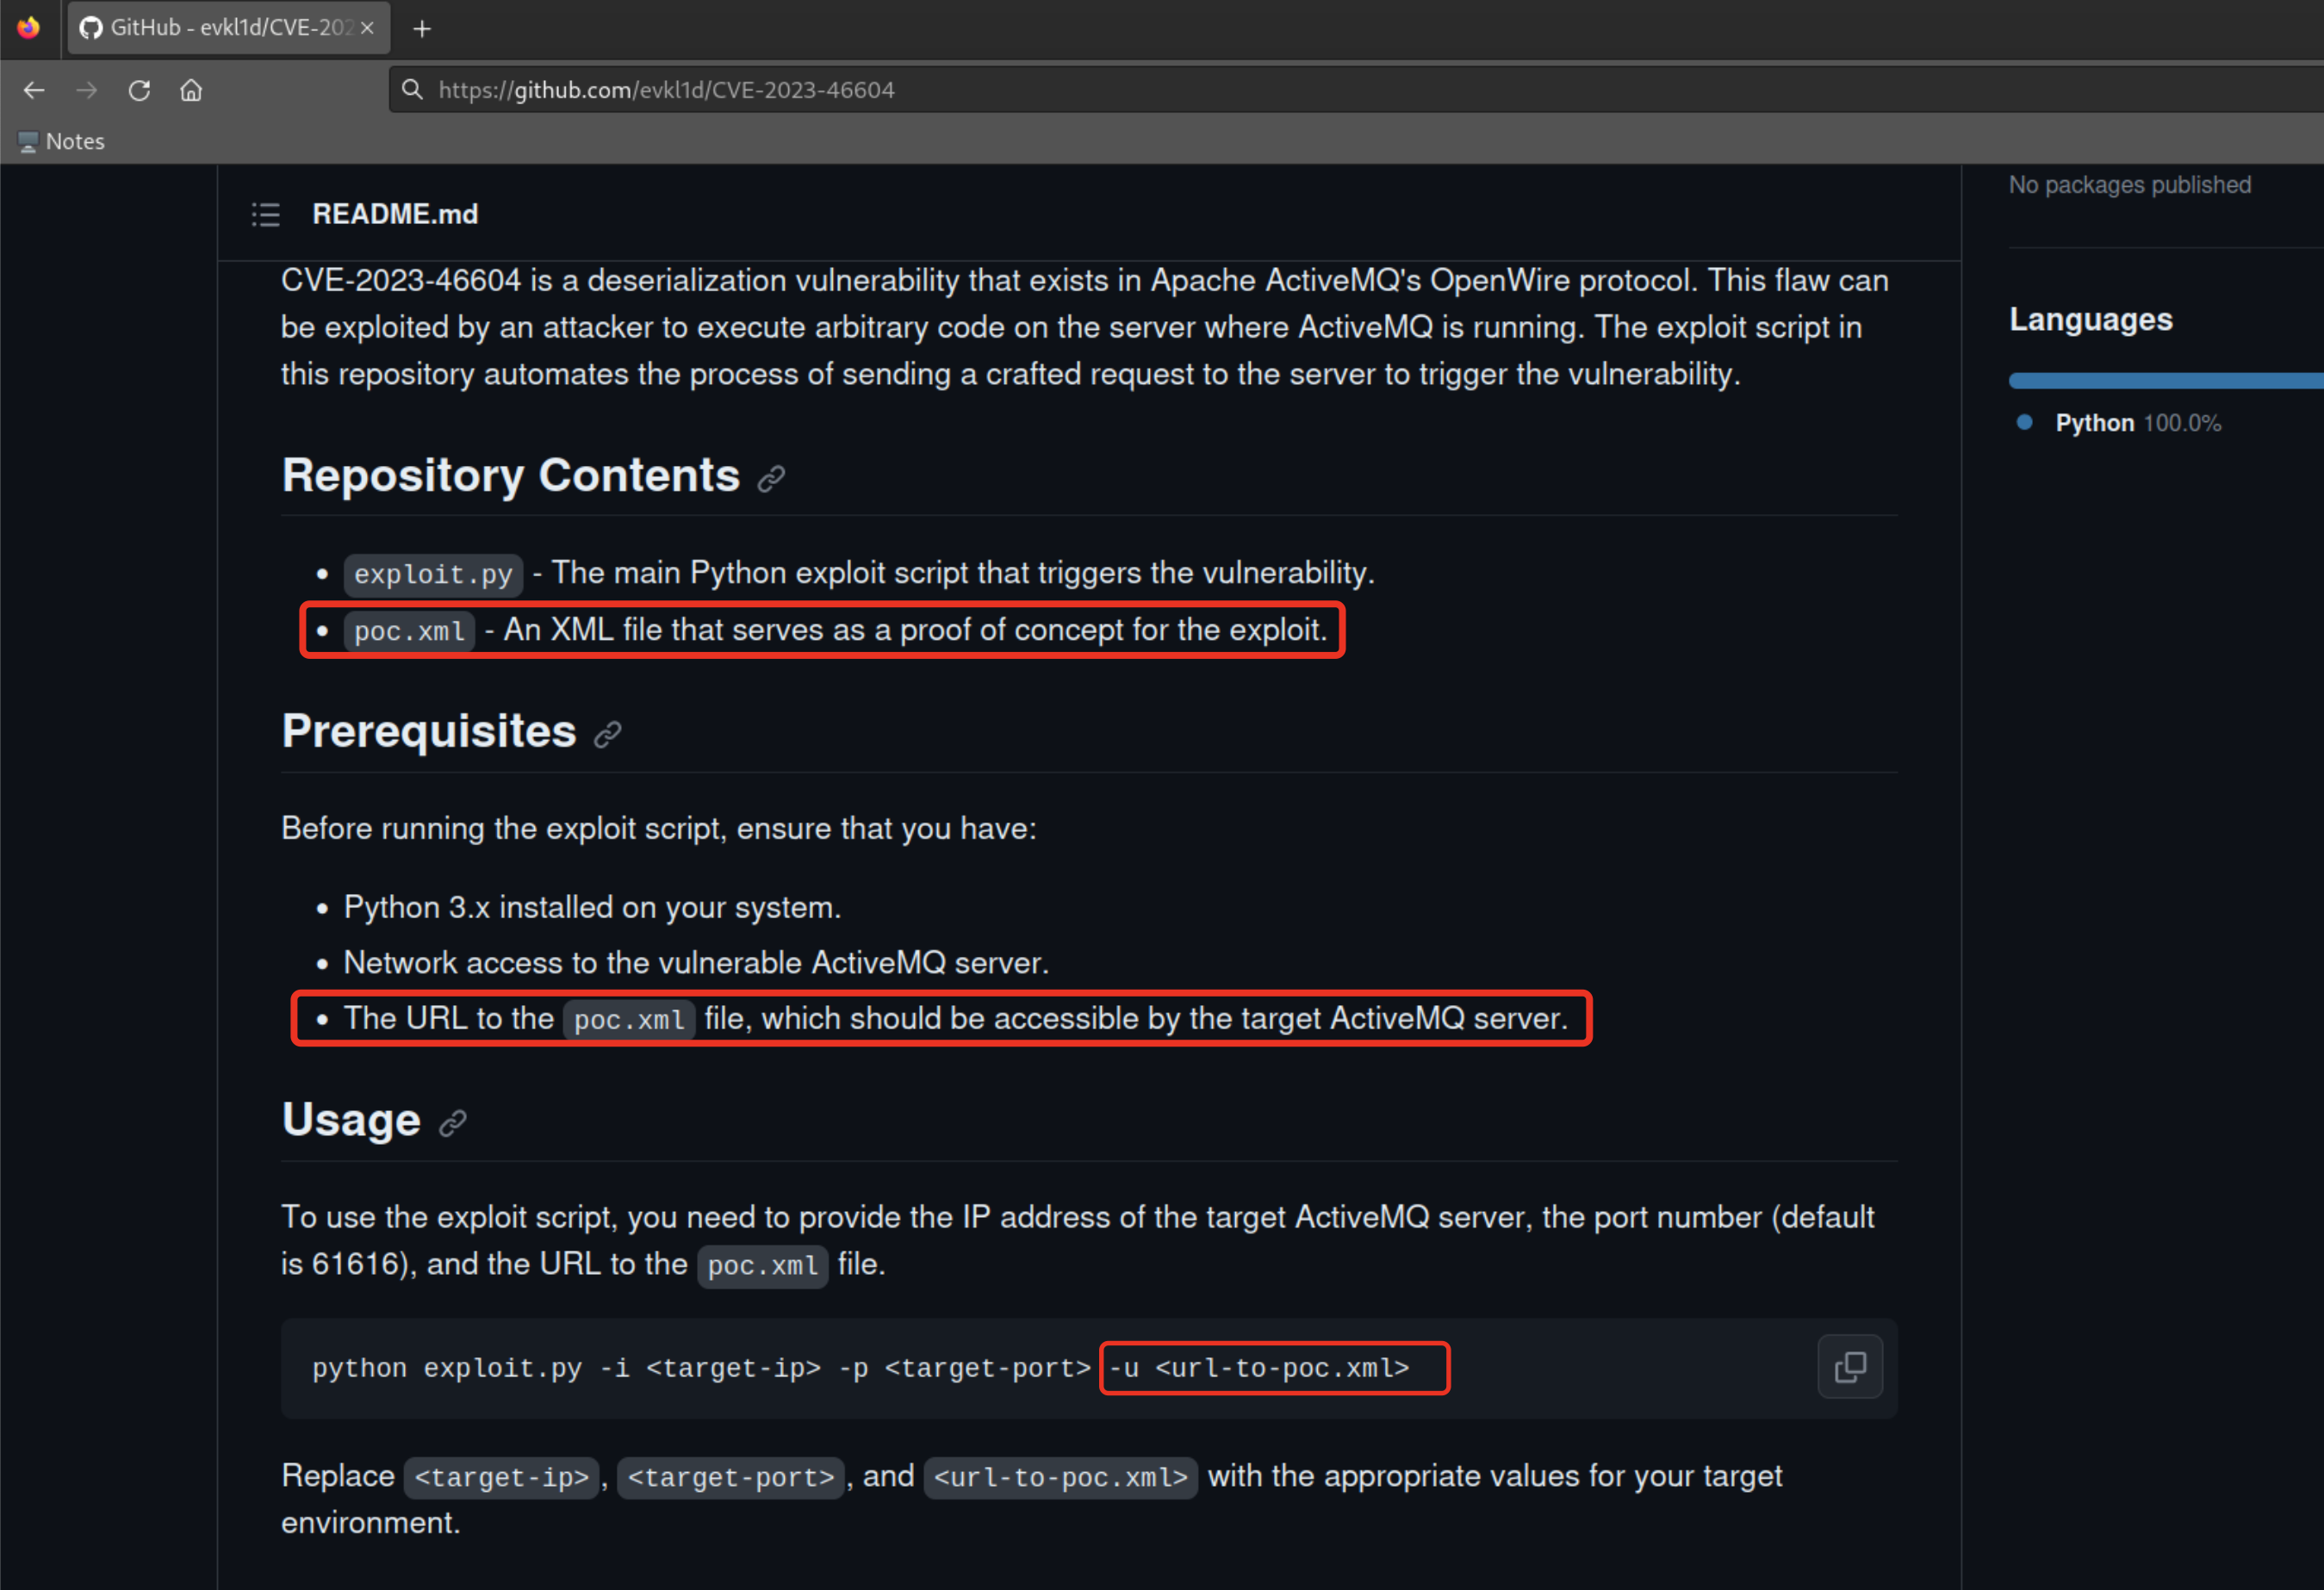 GitHub - evkl1d/CVE-202
https://github.com/evkl1d/CVE-2023-46604
Notes
No packages published
README.md
CVE-2023-46604 is a deserialization vulnerability that exists in Apache ActiveMQ's OpenWire protocol. This flaw can
be exploited by an attacker to execute arbitrary code on the server where ActiveMQ is running. The exploit script in
this repository automates the process of sending a crafted request to the server to trigger the vulnerability.
Languages
Python 100.0%
Repository Contents
• exploit.py - The main Python exploit script that triggers the vulnerability.
• poc.xml - An XML file that serves as a proof of concept for the exploit.
Prerequisites
Before running the exploit script, ensure that you have:
• Python 3.x installed on your system.
• Network access to the vulnerable ActiveMQ server.
• The URL to the poc.xml file, which should be accessible by the target ActiveMQ server.
Usage
To use the exploit script, you need to provide the IP address of the target ActiveMQ server, the port number (default
is 61616), and the URL to the poc.xml file.
python exploit.py -i <target-ip> -p <target-port> -u <url-to-poc.xml>
Replace <target-ip>, <target-port>, and <url-to-poc.xml> with the appropriate values for your target
environment.